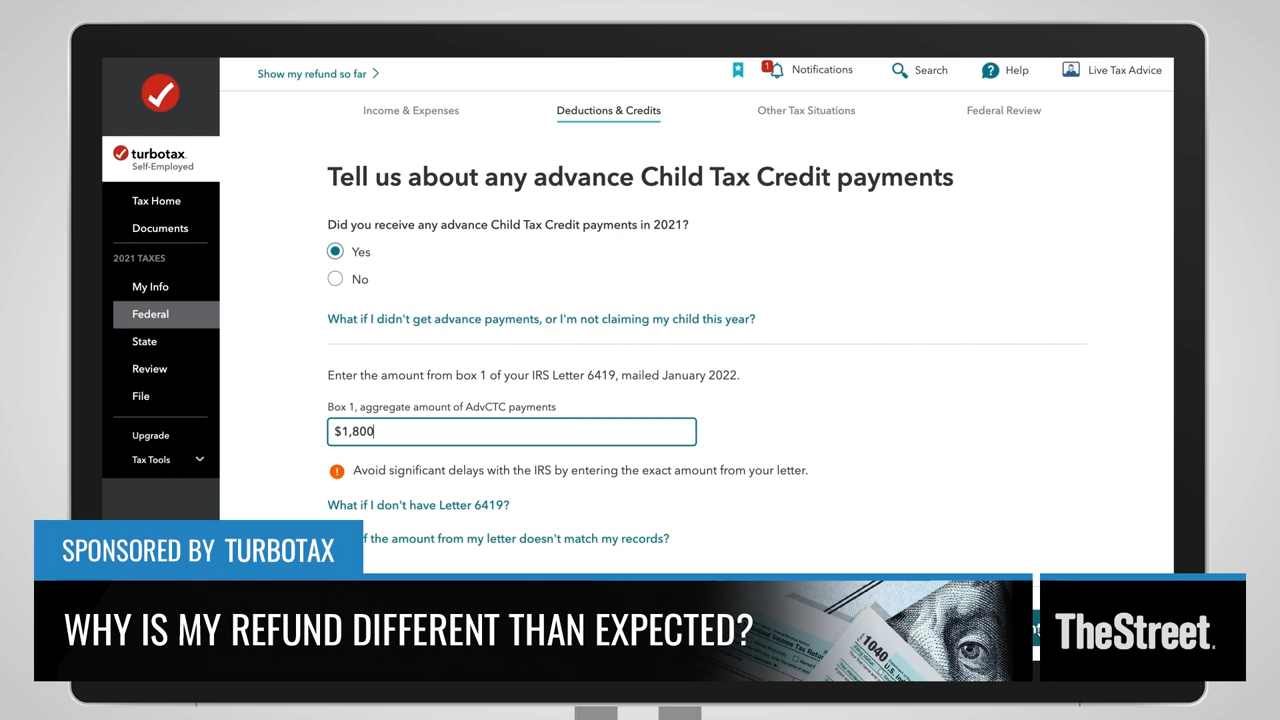 Show my refund so far
1
Notifications
Search
? Help
Live Tax Advice
Income & Expenses
Deductions & Credits
Other Tax Situations
Federal Review
turbotax
Self-Employed
Tax Home
Documents
2021 TAXES
My Info
Federal
State
Review
File
Upgrade
Tax Tools
Tell us about any advance Child Tax Credit payments
Did you receive any advance Child Tax Credit payments in 2021?
Yes
No
What if I didn't get advance payments, or I'm not claiming my child this year?
Enter the amount from box 1 of your IRS Letter 6419, mailed January 2022.
Box 1, aggregate amount of AdvCTC payments
$1,800
! Avoid significant delays with the IRS by entering the exact amount from your letter.
What if I don't have Letter 6419?
f the amount from my letter doesn't match my records?
SPONSORED BY TURBOTAX
WHY IS MY REFUND DIFFERENT THAN EXPECTED?
1040
TheStreet.